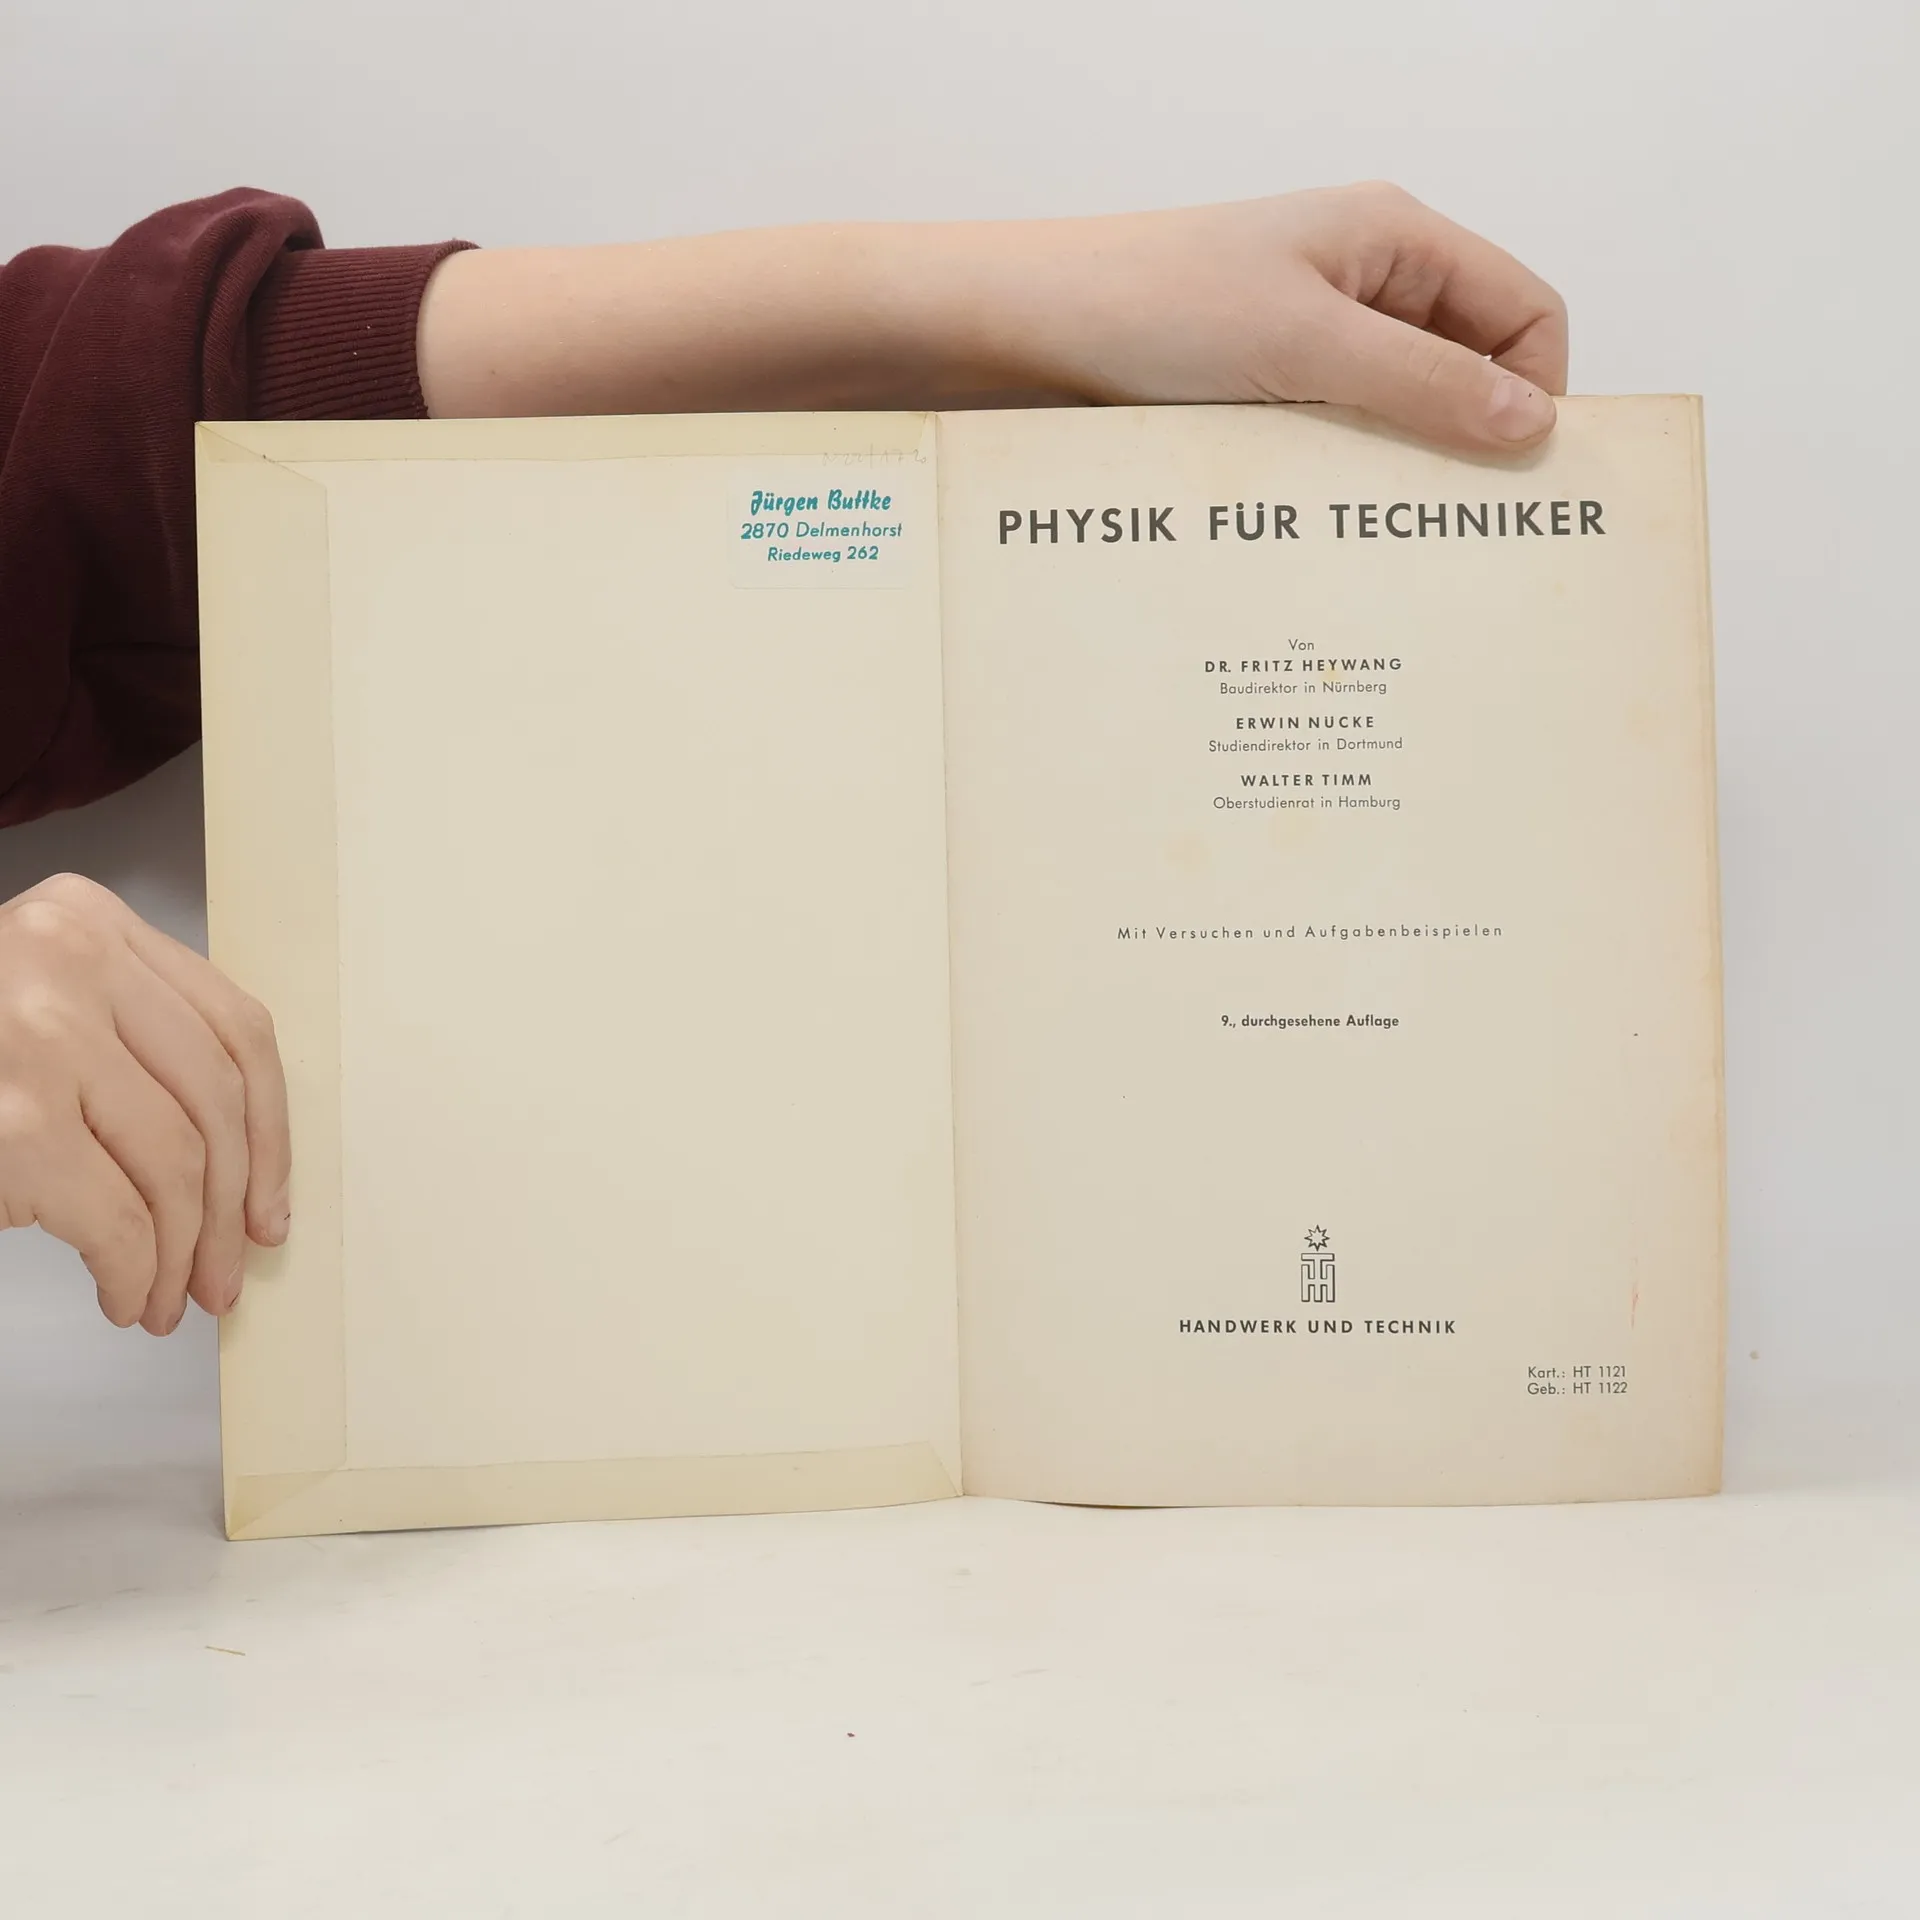 Jürgen Buttke
2870 Delmenhorst
Riedeweg 262
PHYSIK FÜR TECHNIKER
Von
DR. FRITZ HEYWANG
Baudirektor in Nürnberg
ERWIN NÜCKE
Studiendirektor in Dortmund
WALTER TIMM
Oberstudienrat in Hamburg
Mit Versuchen und Aufgabenbeispielen
9., durchgesehene Auflage
HANDWERK UND TECHNIK
Kart.: HT 1121
Geb.: HT 1122